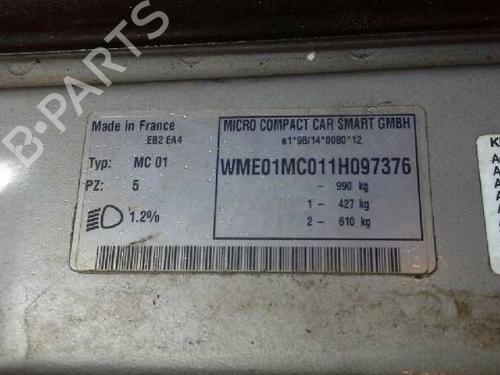 Made in France
EB2 EA4
Typ: MC 01
PZ: 5
1.2%
MICRO COMPACT CAR SMART GMBH
e1*98/14*0080*12
WME01MC011H097376
- 990 kg
1 - 427 kg
2 - 610 kg